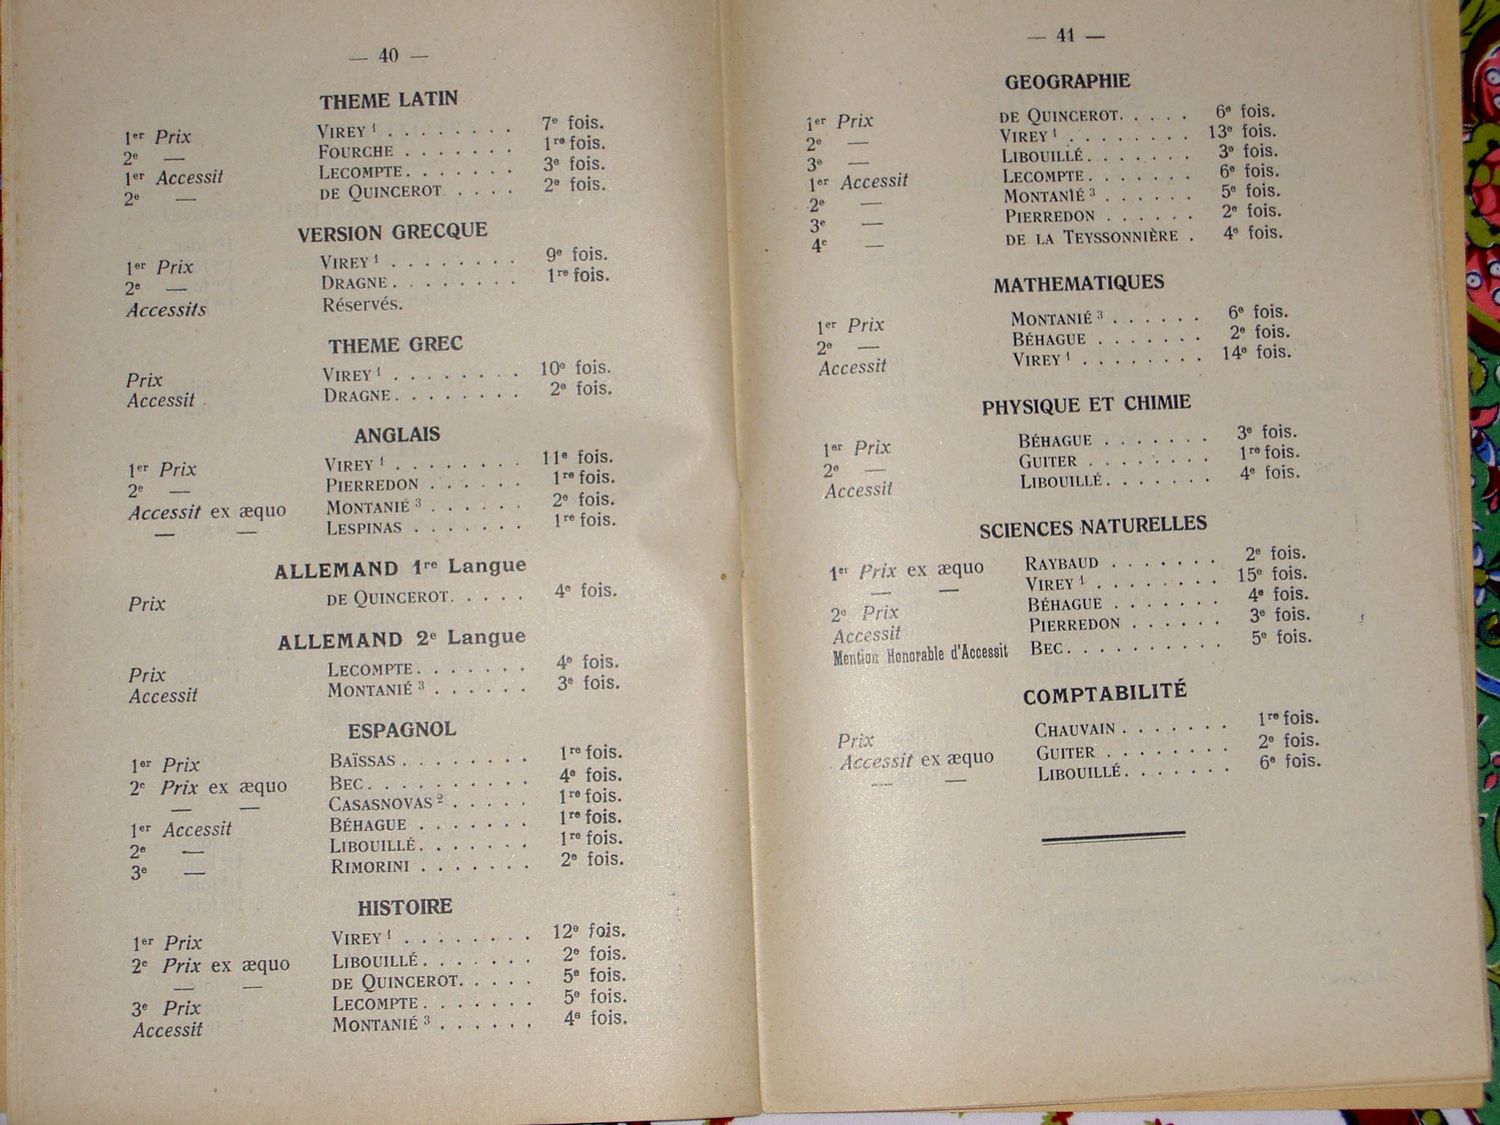 — 40 —
THEME LATIN
1er Prix VIREY 1 . . . . . . . 7e fois.
2e — FOURCHE . . . . . . . 1re fois.
1er Accessit LECOMPTE. . . . . . . 3e fois.
2e — DE QUINCEROT . . . . 2e fois.
VERSION GRECQUE
1er Prix VIREY 1 . . . . . . . . 9e fois.
2e — DRAGNE. . . . . . . . 1re fois.
Accessits Réservés.
THEME GREC
Prix VIREY 1 . . . . . . . . 10e fois.
Accessit DRAGNE. . . . . . . . 2e fois.
ANGLAIS
1er Prix VIREY 1 . . . . . . . . 11e fois.
2e — PIERREDON . . . . . . 1re fois.
Accessit ex æquo MONTANIÉ 3 . . . . . . 2e fois.
— — LESPINAS . . . . . . . 1re fois.
ALLEMAND 1re Langue
Prix DE QUINCEROT. . . . . 4e fois.
ALLEMAND 2e Langue
Prix LECOMPTE. . . . . . . 4e fois.
Accessit MONTANIÉ 3 . . . . . . 3e fois.
ESPAGNOL
1er Prix BAÏSSAS . . . . . . . . 1re fois.
2e Prix ex æquo BEC. . . . . . . . . . 4e fois.
— — CASASNOVAS 2 . . . . . 1re fois.
1er Accessit BÉHAGUE . . . . . . . 1re fois.
2e — LIBOUILLÉ. . . . . . . 1re fois.
3e — RIMORINI . . . . . . . 2e fois.
HISTOIRE
1er Prix VIREY 1 . . . . . . . . 12e fois.
2e Prix ex æquo LIBOUILLÉ. . . . . . . 2e fois.
— — DE QUINCEROT. . . . . 5e fois.
3e Prix LECOMPTE. . . . . . . 5e fois.
Accessit MONTANIÉ 3 . . . . . . 4e fois.
— 41 —
GEOGRAPHIE
1er Prix DE QUINCEROT. . . . . 6e fois.
2e — VIREY 1 . . . . . . . . 13e fois.
3e — LIBOUILLÉ. . . . . . . 3e fois.
1er Accessit LECOMPTE. . . . . . . 6e fois.
2e — MONTANIÉ 3 . . . . . . 5e fois.
3e — PIERREDON . . . . . . 2e fois.
4e — DE LA TEYSSONNIÈRE . 4e fois.
MATHEMATIQUES
1er Prix MONTANIÉ 3 . . . . . . 6e fois.
2e — BÉHAGUE . . . . . . . 2e fois.
Accessit VIREY 1 . . . . . . . . 14e fois.
PHYSIQUE ET CHIMIE
1er Prix BÉHAGUE . . . . . . . 3e fois.
2e — GUITER . . . . . . . . 1re fois.
Accessit LIBOUILLÉ. . . . . . . 4e fois.
SCIENCES NATURELLES
1er Prix ex æquo RAYBAUD . . . . . . . 2e fois.
— — VIREY 1 . . . . . . . . 15e fois.
2e Prix BÉHAGUE . . . . . . . 4e fois.
Accessit PIERREDON . . . . . . 3e fois.
Mention Honorable d'Accessit BEC. . . . . . . . . . 5e fois.
COMPTABILITÉ
Prix CHAUVAIN . . . . . . . 1re fois.
Accessit ex æquo GUITER . . . . . . . . 2e fois.
— — LIBOUILLÉ. . . . . . . 6e fois.